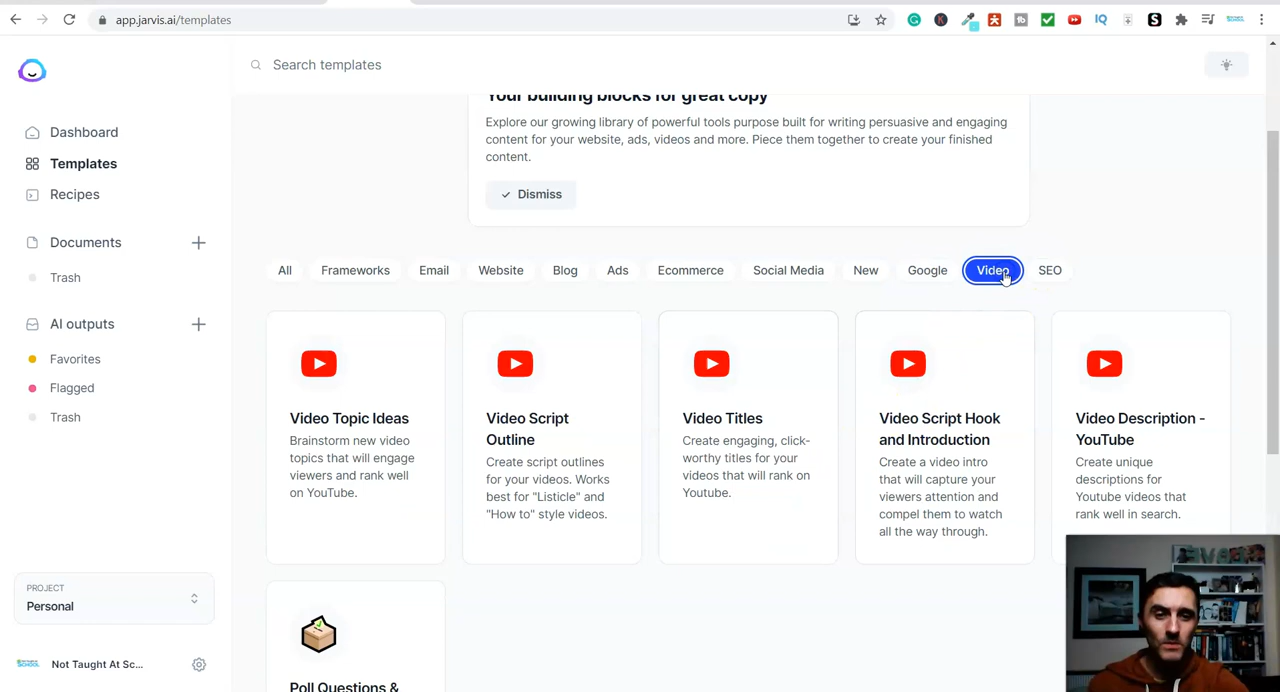 app.jarvis.ai/templates
Search templates
Your building blocks for great copy
Explore our growing library of powerful tools purpose built for writing persuasive and engaging
content for your website, ads, videos and more. Piece them together to create your finished
content.
Dismiss
Dashboard
Templates
Recipes
Documents
Trash
AI outputs
Favorites
Flagged
Trash
PROJECT
Personal
Not Taught At Sc...
All Frameworks Email Website Blog Ads Ecommerce Social Media New Google Video SEO
Video Topic Ideas
Brainstorm new video
topics that will engage
viewers and rank well
on YouTube.
Video Script
Outline
Create script outlines
for your videos. Works
best for "Listicle" and
"How to" style videos.
Video Titles
Create engaging, click-
worthy titles for your
videos that will rank on
Youtube.
Video Script Hook
and Introduction
Create a video intro
that will capture your
viewers attention and
compel them to watch
all the way through.
Video Description -
YouTube
Create unique
descriptions for
Youtube videos that
rank well in search.
Poll Questions &